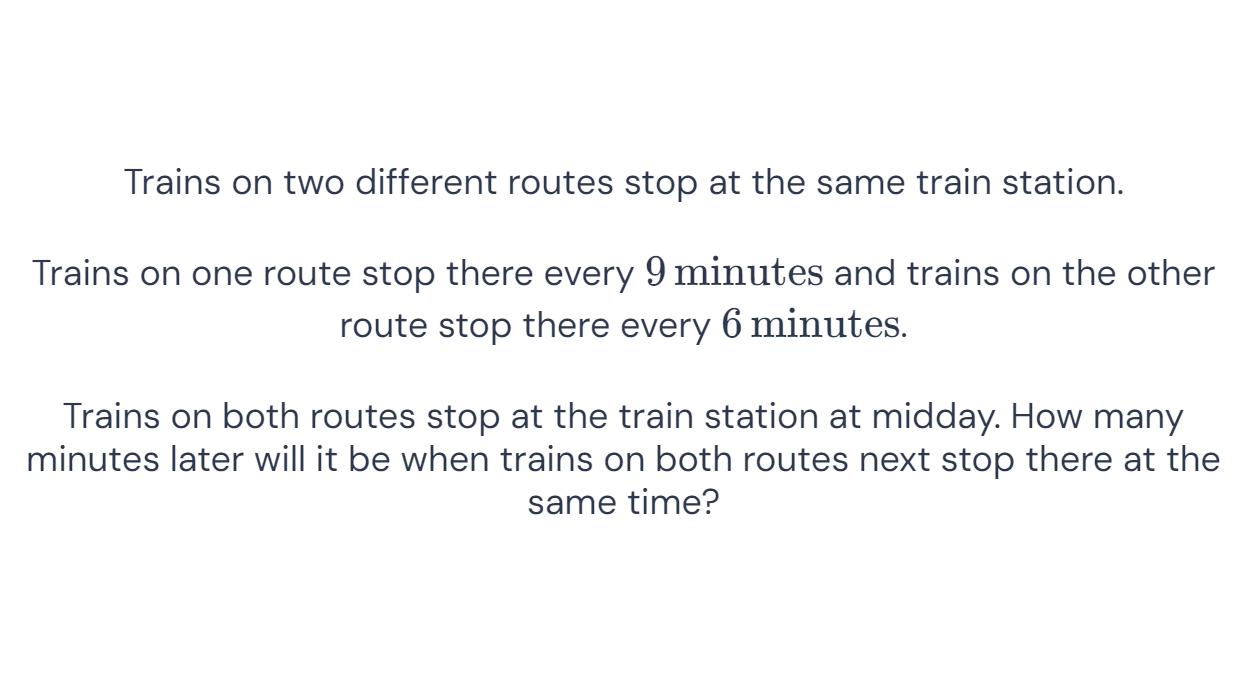 Trains on two different routes stop at the same train station.
Trains on one route stop there every 9 minutes and trains on the other
route stop there every 6 minutes.
Trains on both routes stop at the train station at midday. How many
minutes later will it be when trains on both routes next stop there at the
same time?